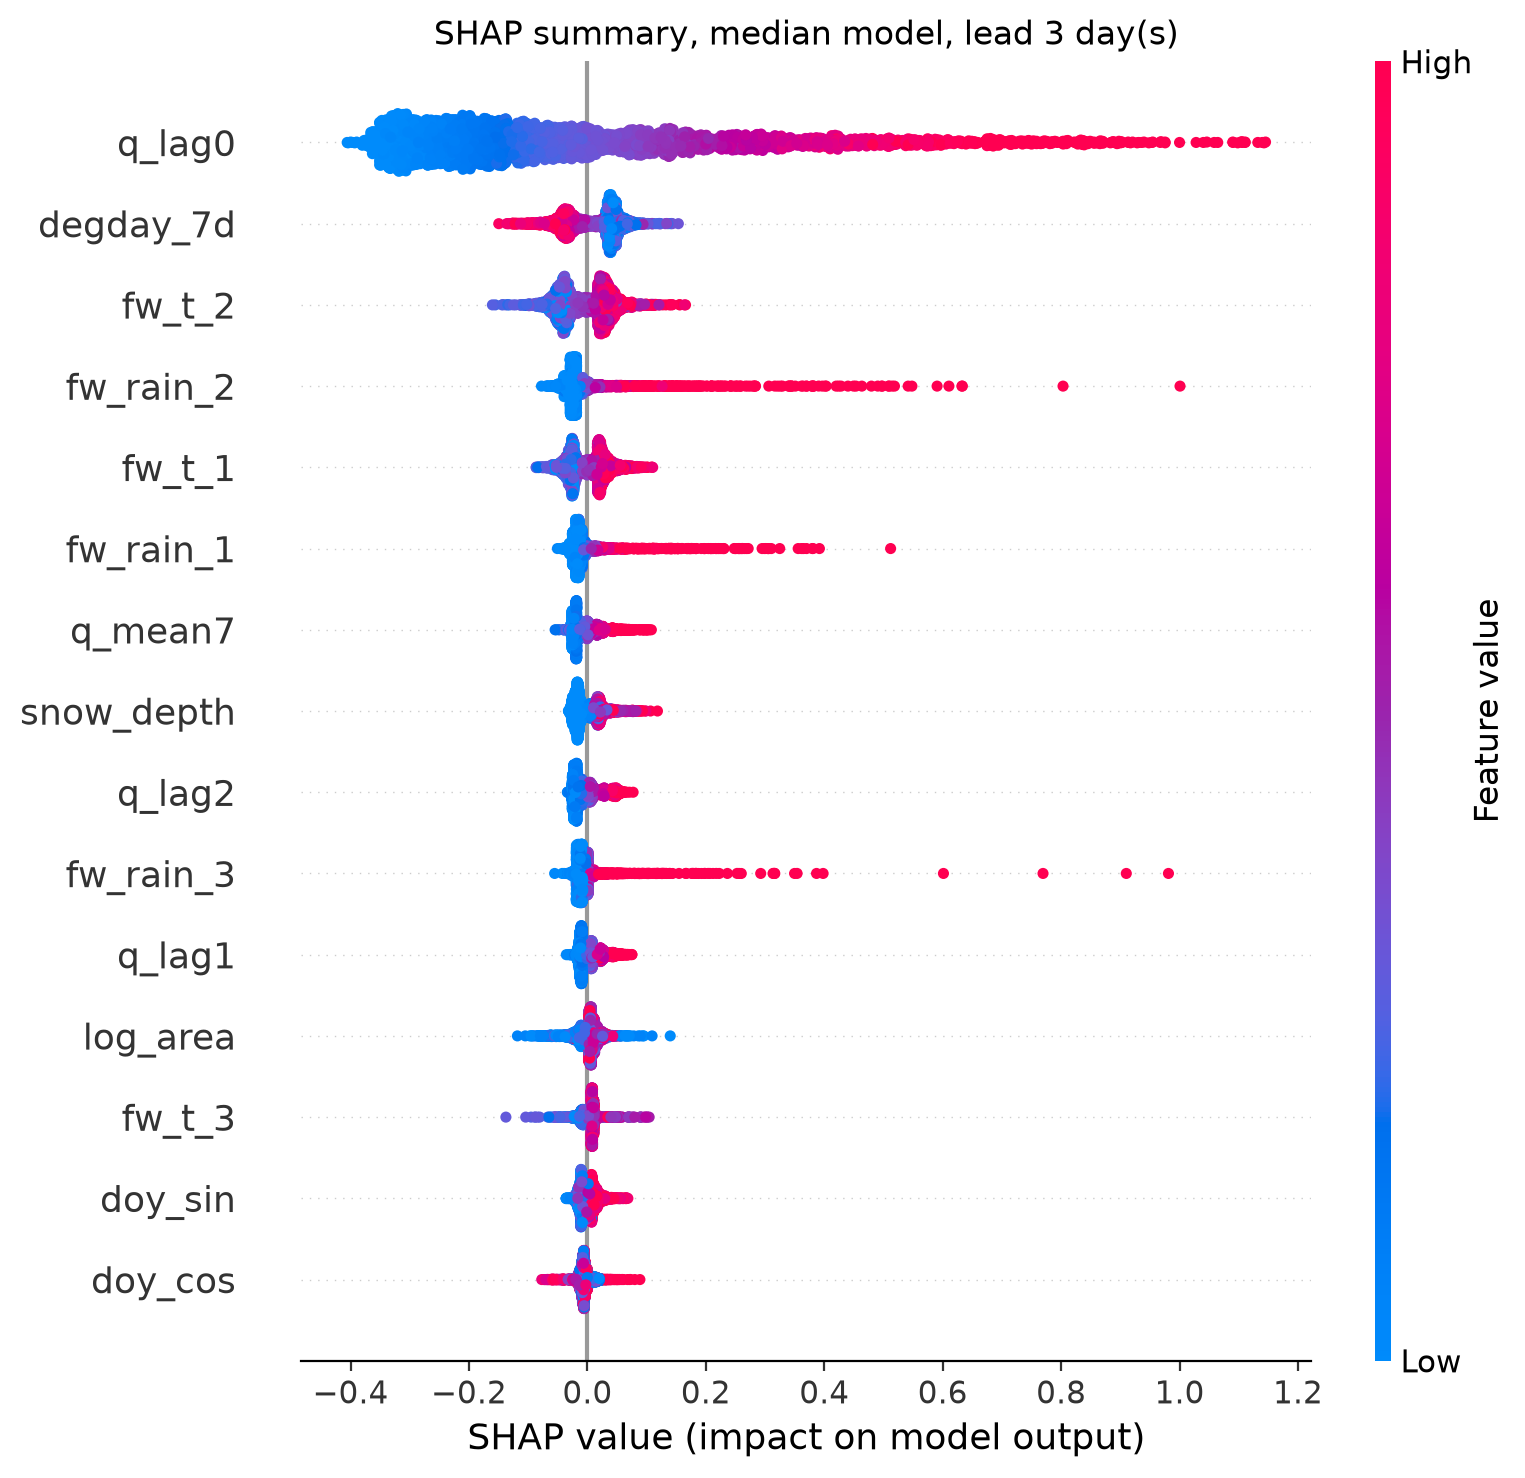 SHAP summary, median model, lead 3 day(s)
High
q_lag0
degday_7d
fw_t_2
fw_rain_2
fw_t_1
fw_rain_1
q_mean7
snow_depth
q_lag2
fw_rain_3
q_lag1
log_area
fw_t_3
doy_sin
doy_cos
Feature value
Low
−0.4 −0.2 0.0 0.2 0.4 0.6 0.8 1.0 1.2
SHAP value (impact on model output)